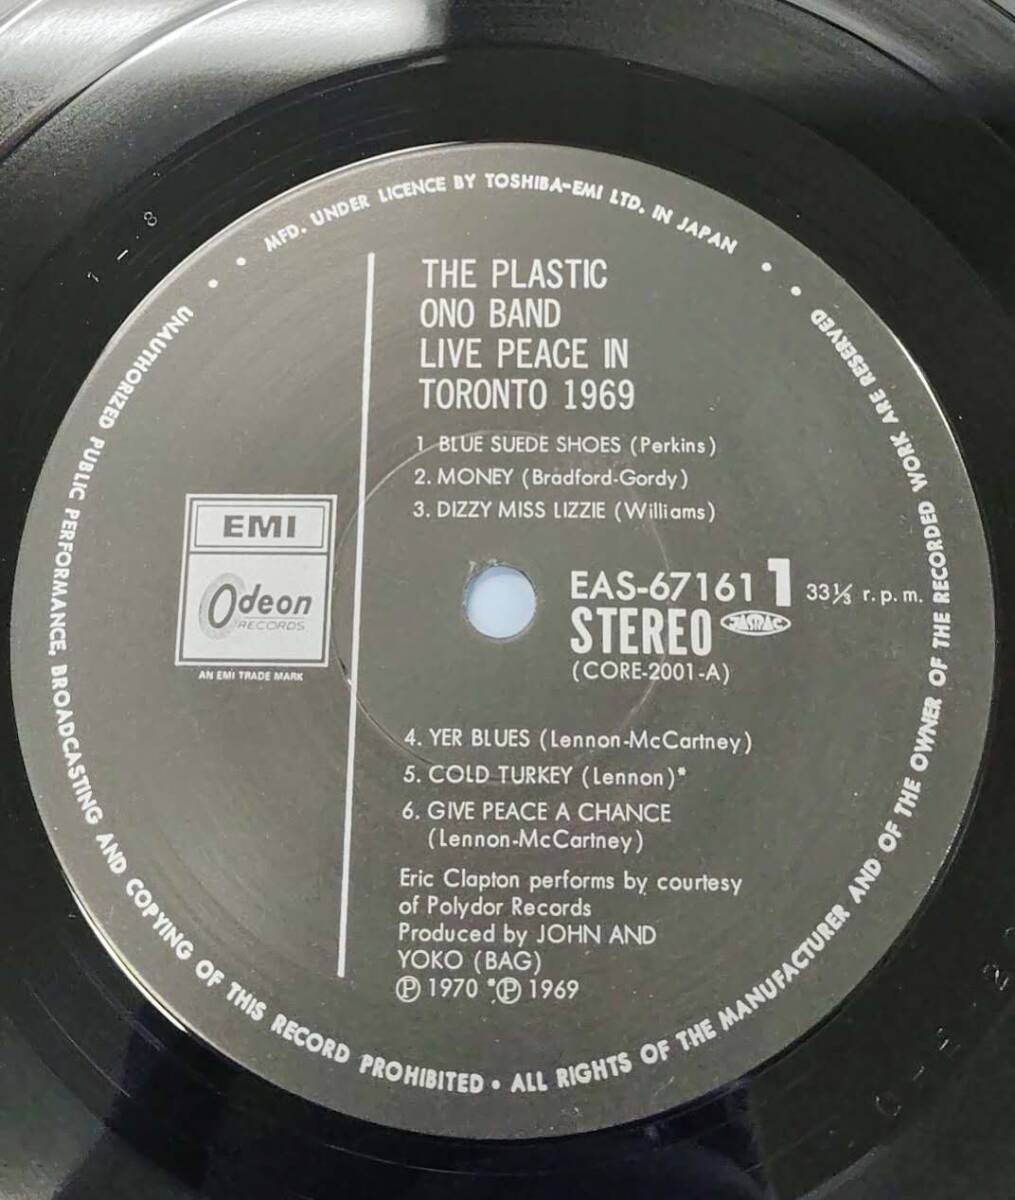 MFD. UNDER LICENCE BY TOSHIBA-EMI LTD. IN JAPAN
THE PLASTIC
ONO BAND
LIVE PEACE IN
TORONTO 1969
1 BLUE SUEDE SHOES (Perkins)
2. MONEY (Bradford-Gordy)
3. DIZZY MISS LIZZIE (Williams)
EMI
Odeon
RECORDS
AN EMI TRADE MARK
EAS-67161 1 33⅓ r.p.m.
STEREO JASRAC
(CORE-2001-A)
4. YER BLUES (Lennon-McCartney)
5. COLD TURKEY (Lennon)*
6. GIVE PEACE A CHANCE
(Lennon-McCartney)
Eric Clapton performs by courtesy
of Polydor Records
Produced by JOHN AND
YOKO (BAG)
Ⓟ 1970 *Ⓟ 1969
UNAUTHORIZED PUBLIC PERFORMANCE, BROADCASTING AND COPYING OF THIS RECORD PROHIBITED • ALL RIGHTS OF THE MANUFACTURER AND OF THE OWNER OF THE RECORDED WORK ARE RESERVED
1 - 8